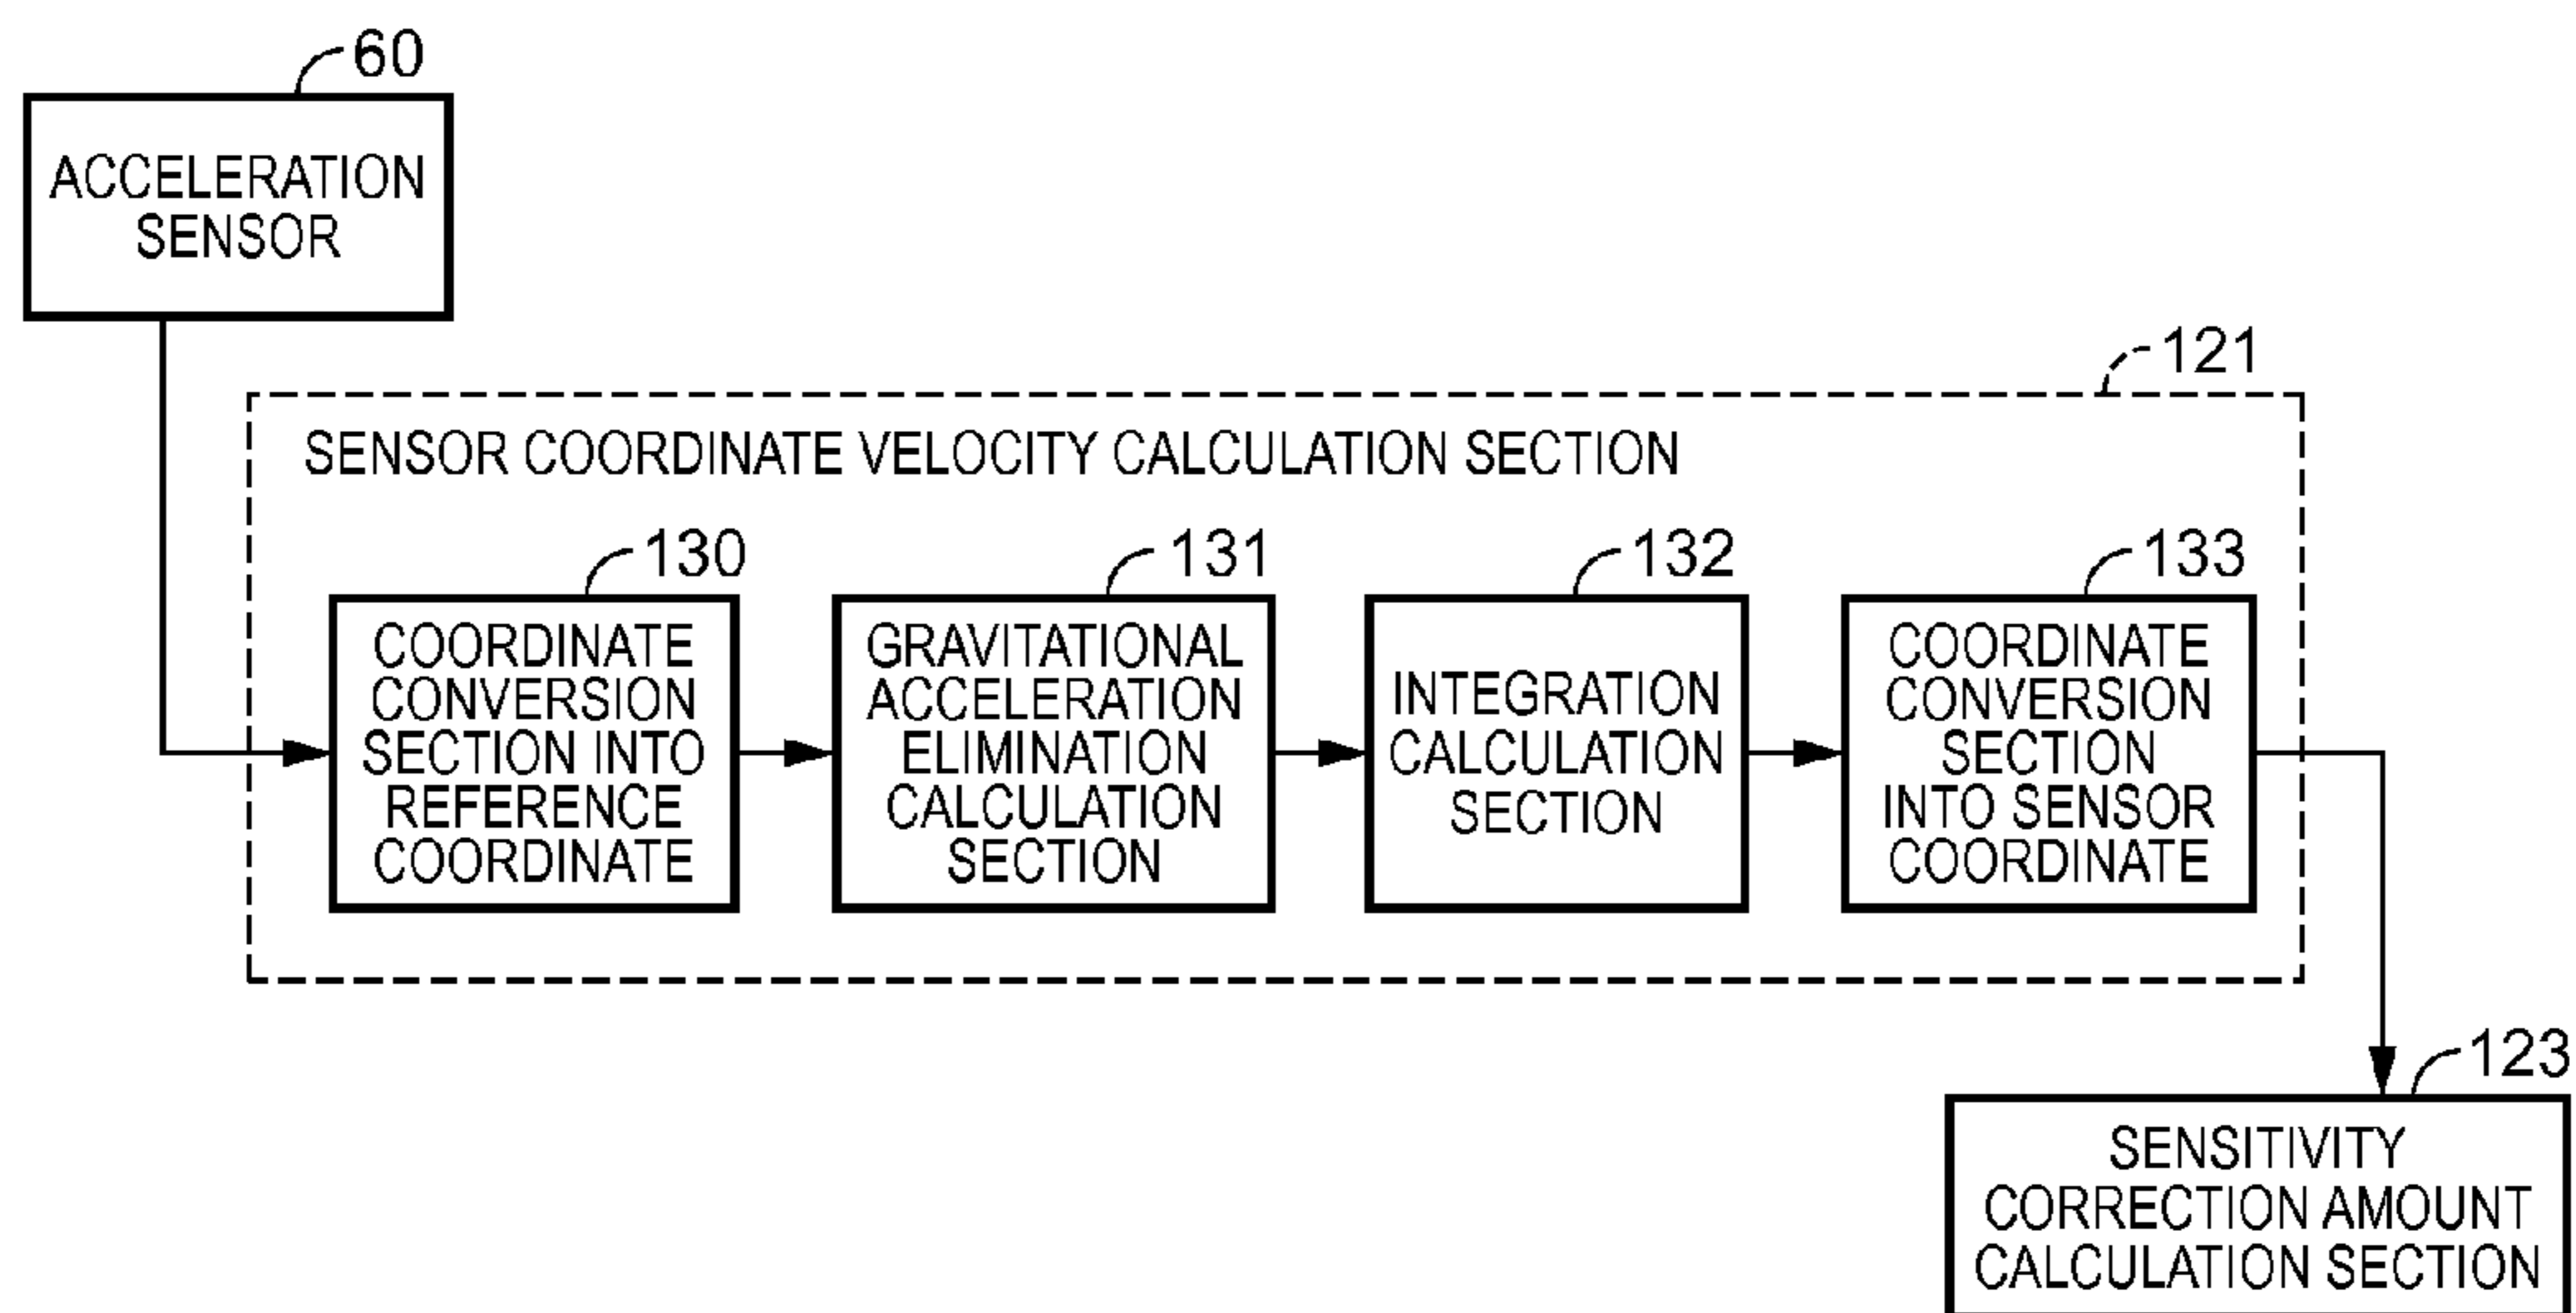 60
ACCELERATION
SENSOR
121
SENSOR COORDINATE VELOCITY CALCULATION SECTION
130
COORDINATE
CONVERSION
SECTION INTO
REFERENCE
COORDINATE
131
GRAVITATIONAL
ACCELERATION
ELIMINATION
CALCULATION
SECTION
132
INTEGRATION
CALCULATION
SECTION
133
COORDINATE
CONVERSION
SECTION
INTO SENSOR
COORDINATE
123
SENSITIVITY
CORRECTION AMOUNT
CALCULATION SECTION